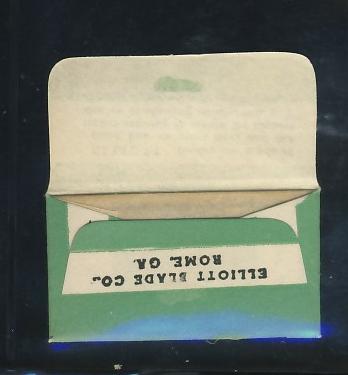 ELLIOTT BLADE CO.,
ROME, GA.